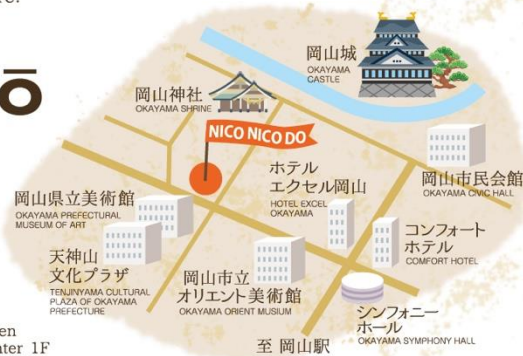 ō
岡山城
OKAYAMA
CASTLE
岡山神社
OKAYAMA SHRINE
NICO NICO DO
岡山市民会館
OKAYAMA CIVIC HALL
ホテル
エクセル岡山
HOTEL EXCEL
OKAYAMA
岡山県立美術館
OKAYAMA PREFECTURAL
MUSEUM OF ART
コンフォート
ホテル
COMFORT HOTEL
天神山
文化プラザ
TENJINYAMA CULTURAL
PLAZA OF OKAYAMA
PREFECTURE
岡山市立
オリエント美術館
OKAYAMA ORIENT MUSIUM
シンフォニー
ホール
OKAYAMA SYMPHONY HALL
至 岡山駅